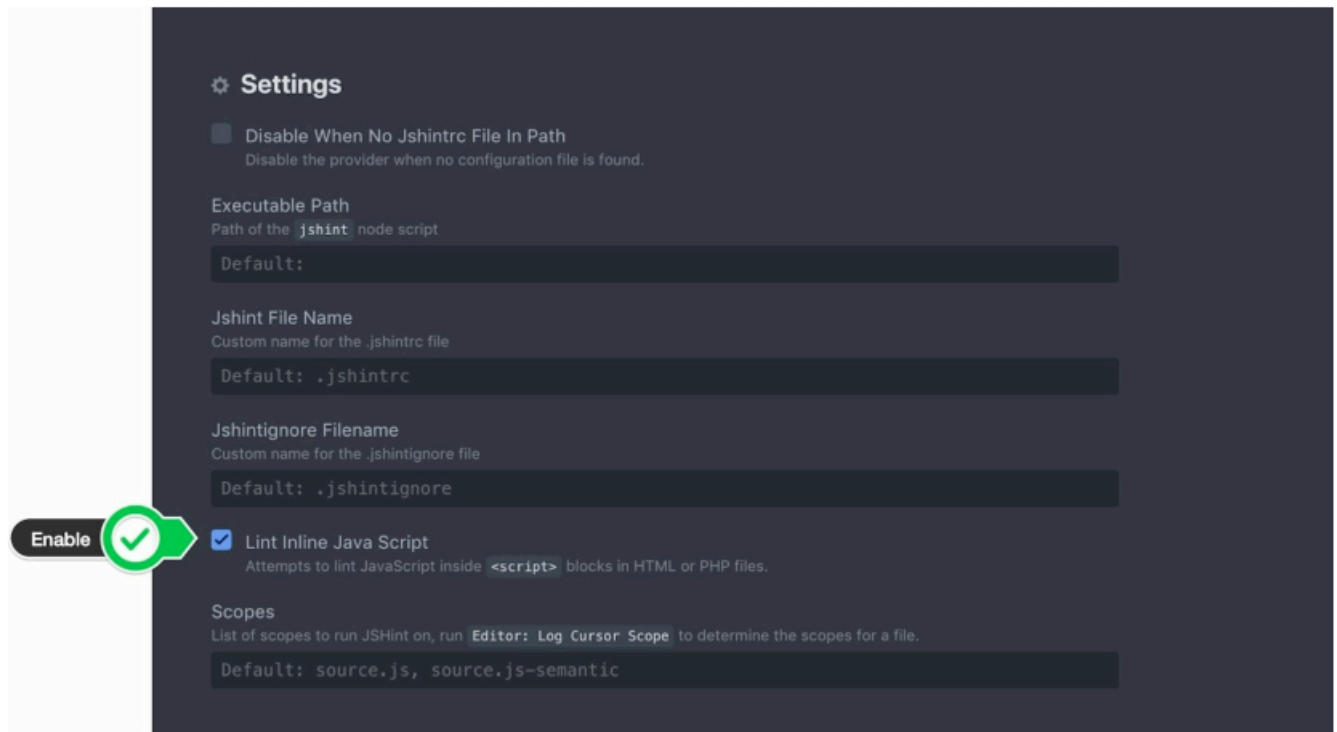 Settings
Disable When No Jshintrc File In Path
Disable the provider when no configuration file is found.
Executable Path
Path of the jshint node script
Default:
Jshint File Name
Custom name for the .jshintrc file
Default: .jshintrc
Jshintignore Filename
Custom name for the .jshintignore file
Default: .jshintignore
Enable
Lint Inline Java Script
Attempts to lint JavaScript inside <script> blocks in HTML or PHP files.
Scopes
List of scopes to run JSHint on, run Editor: Log Cursor Scope to determine the scopes for a file.
Default: source.js, source.js-semantic